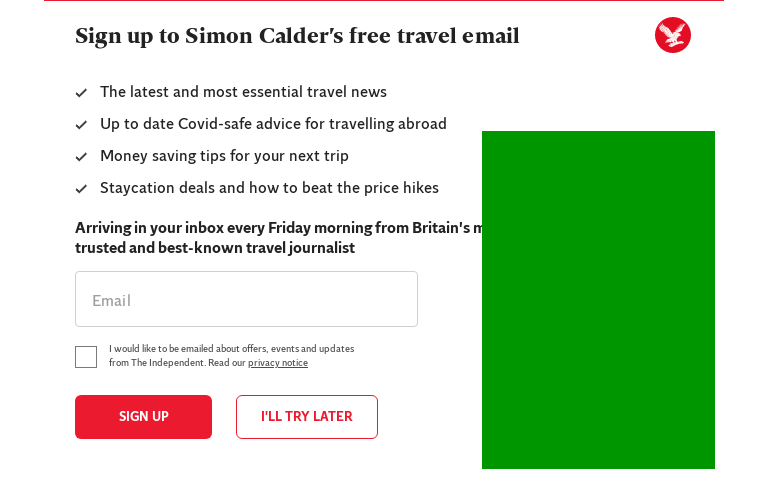 Sign up to Simon Calder's free travel email
The latest and most essential travel news
Up to date Covid-safe advice for travelling abroad
Money saving tips for your next trip
Staycation deals and how to beat the price hikes
Arriving in your inbox every Friday morning from Britain's
trusted and best-known travel journalist
Email
I would like to be emailed about offers, events and updates
from The Independent. Read our privacy notice
SIGN UP
I'LL TRY LATER